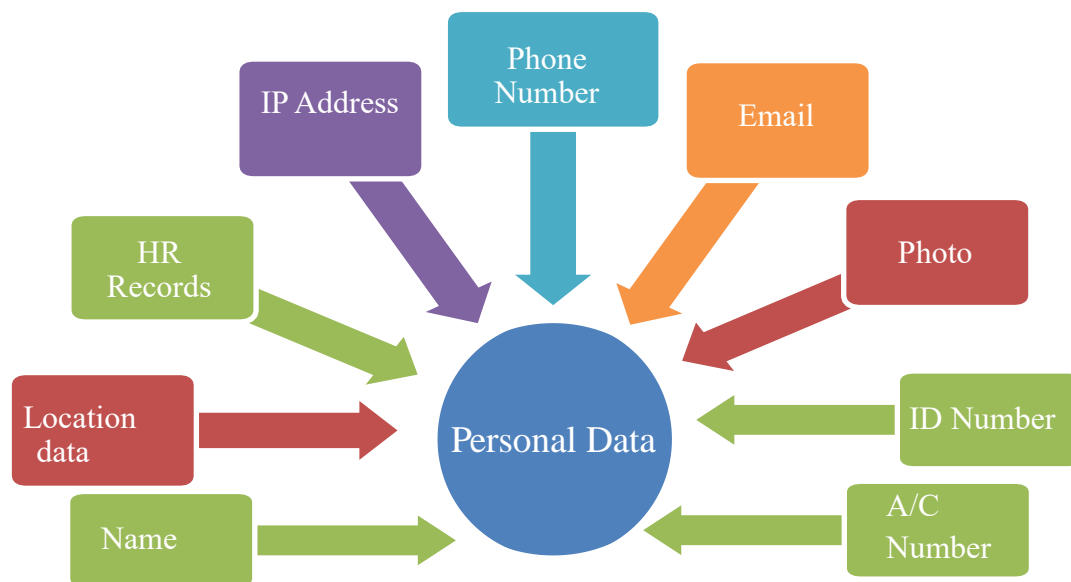 Phone
Number
IP Address
Email
HR
Records
Photo
Location
data
Personal Data
ID Number
Name
A/C
Number